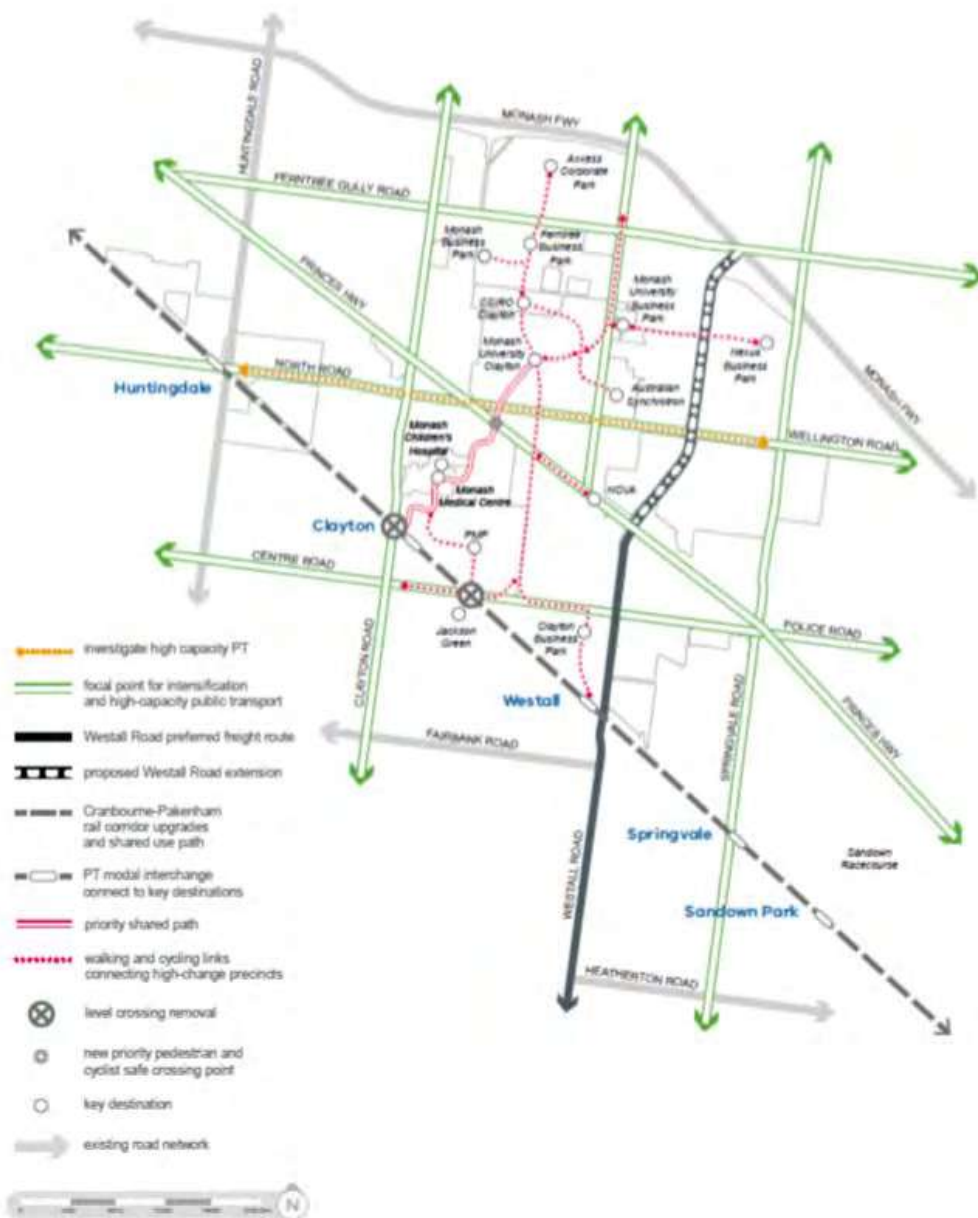 HUNTINGDALE ROAD
MONASH FWY
FERNTREE GULLY ROAD
Axxess
Corporate
Park
Monash
Business
Park
Ferntree
Business
Park
PRINCES HWY
CSIRO
Clayton
Monash
University
Business
Park
Monash
University
Clayton
Nexus
Business
Park
NORTH ROAD
Huntingdale
Australian
Synchrotron
MONASH FWY
WELLINGTON ROAD
Monash
Children's
Hospital
Monash
Medical Centre
NOVA
Clayton
PMP
CENTRE ROAD
Jackson
Green
Clayton
Business
Park
POLICE ROAD
CLAYTON ROAD
Westall
FAIRBANK ROAD
SPRINGVALE ROAD
PRINCES HWY
Springvale
Sandown
Racecourse
WESTALL ROAD
Sandown Park
HEATHERTON ROAD
investigate high capacity PT
focal point for intensification
and high-capacity public transport
Westall Road preferred freight route
proposed Westall Road extension
Cranbourne-Pakenham
rail corridor upgrades
and shared use path
PT modal interchange
connect to key destinations
priority shared path
walking and cycling links
connecting high-change precincts
level crossing removal
new priority pedestrian and
cyclist safe crossing point
key destination
existing road network
0
N